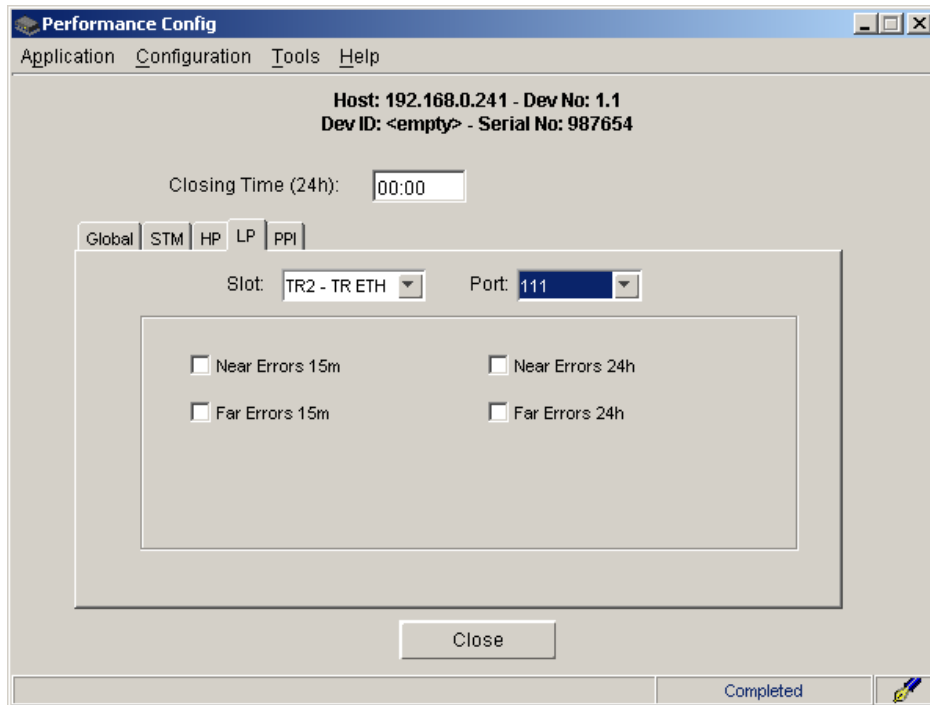 Performance Config
Application Configuration Tools Help
Host: 192.168.0.241 - Dev No: 1.1
Dev ID: <empty> - Serial No: 987654
Closing Time (24h): 00:00
Global STM HP LP PPI
Slot: TR2 - TR ETH Port: 111
Near Errors 15m Near Errors 24h
Far Errors 15m Far Errors 24h
Close
Completed